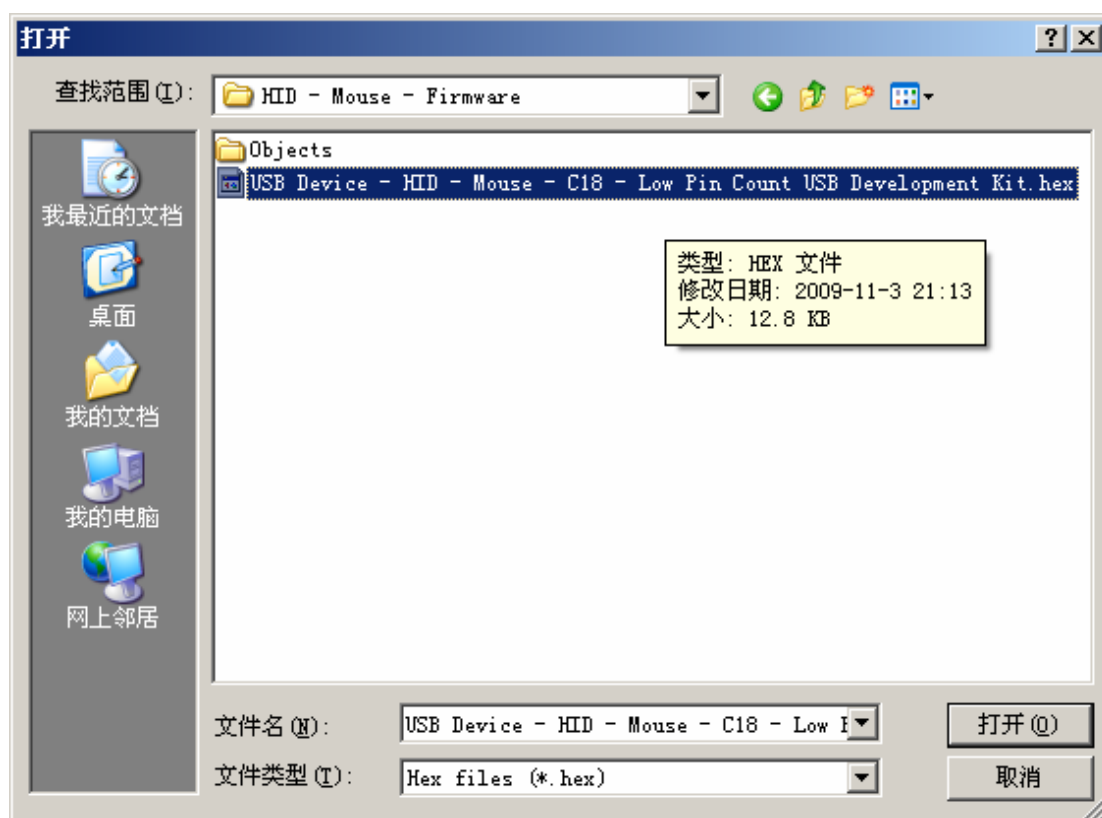 打开
查找范围(I): HID - Mouse - Firmware
Objects
USB Device - HID - Mouse - C18 - Low Pin Count USB Development Kit.hex
类型: HEX 文件
修改日期: 2009-11-3 21:13
大小: 12.8 KB
我最近的文档
桌面
我的文档
我的电脑
网上邻居
文件名(N): USB Device - HID - Mouse - C18 - Low 打开(O)
文件类型(T): Hex files (*.hex) 取消